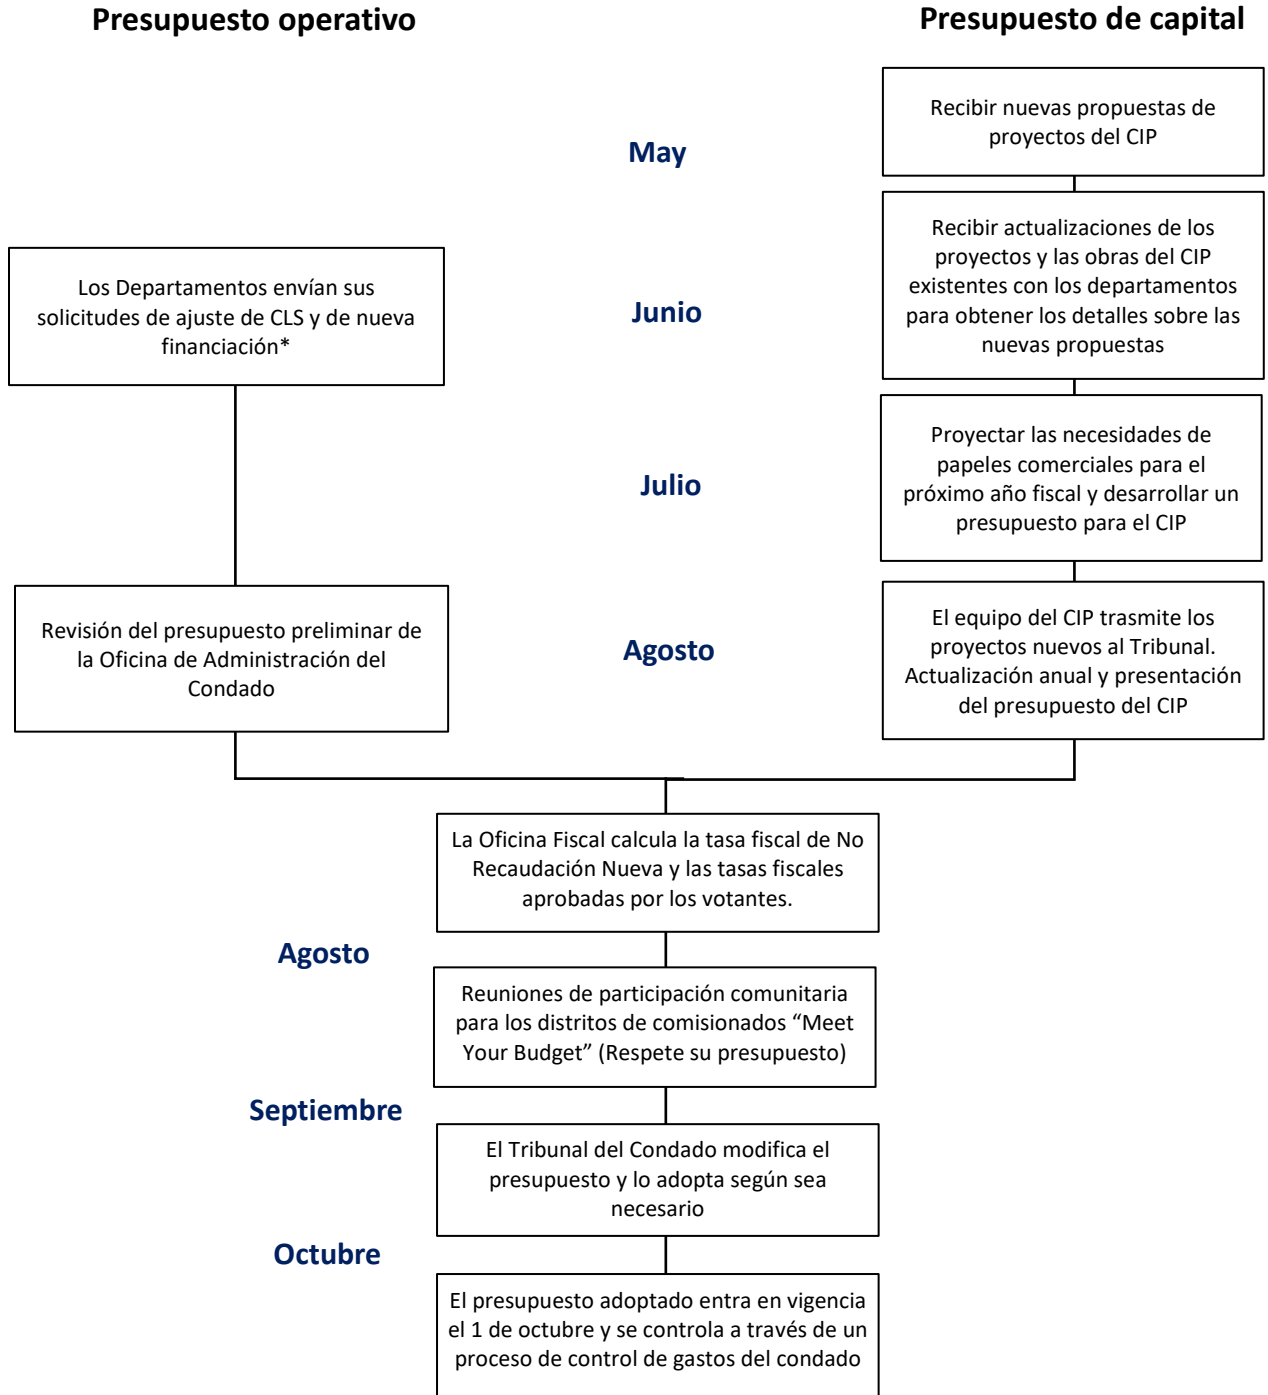 Presupuesto operativo
Presupuesto de capital
May
Recibir nuevas propuestas de
proyectos del CIP
Los Departamentos envían sus
solicitudes de ajuste de CLS y de nueva
financiación*
Junio
Recibir actualizaciones de los
proyectos y las obras del CIP
existentes con los departamentos
para obtener los detalles sobre las
nuevas propuestas
Julio
Proyectar las necesidades de
papeles comerciales para el
próximo año fiscal y desarrollar un
presupuesto para el CIP
Revisión del presupuesto preliminar de
la Oficina de Administración del
Condado
Agosto
El equipo del CIP trasmite los
proyectos nuevos al Tribunal.
Actualización anual y presentación
del presupuesto del CIP
La Oficina Fiscal calcula la tasa fiscal de No
Recaudación Nueva y las tasas fiscales
aprobadas por los votantes.
Agosto
Reuniones de participación comunitaria
para los distritos de comisionados “Meet
Your Budget” (Respete su presupuesto)
Septiembre
El Tribunal del Condado modifica el
presupuesto y lo adopta según sea
necesario
Octubre
El presupuesto adoptado entra en vigencia
el 1 de octubre y se controla a través de un
proceso de control de gastos del condado